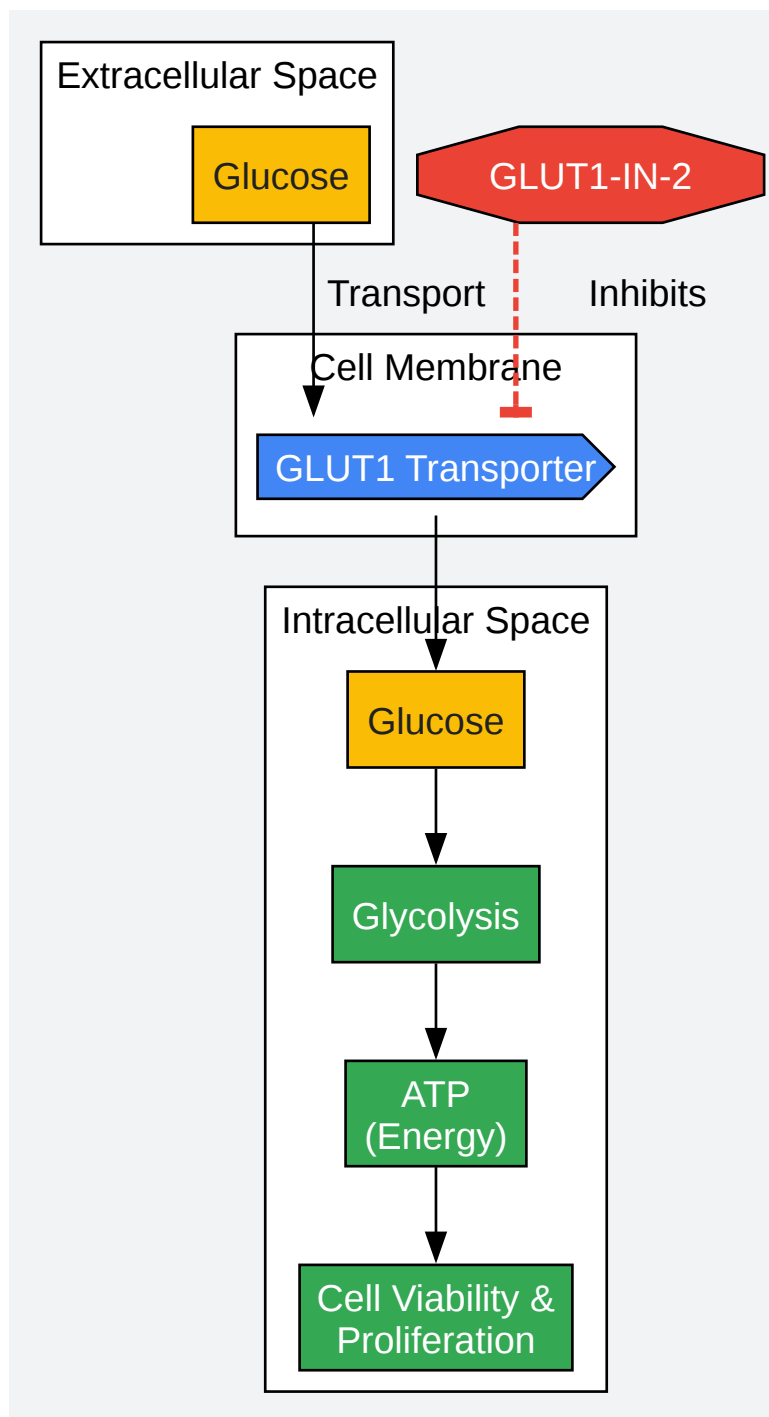 Extracellular Space
Glucose
GLUT1-IN-2
Transport
Inhibits
Cell Membrane
GLUT1 Transporter
Intracellular Space
Glucose
Glycolysis
ATP
(Energy)
Cell Viability &
Proliferation